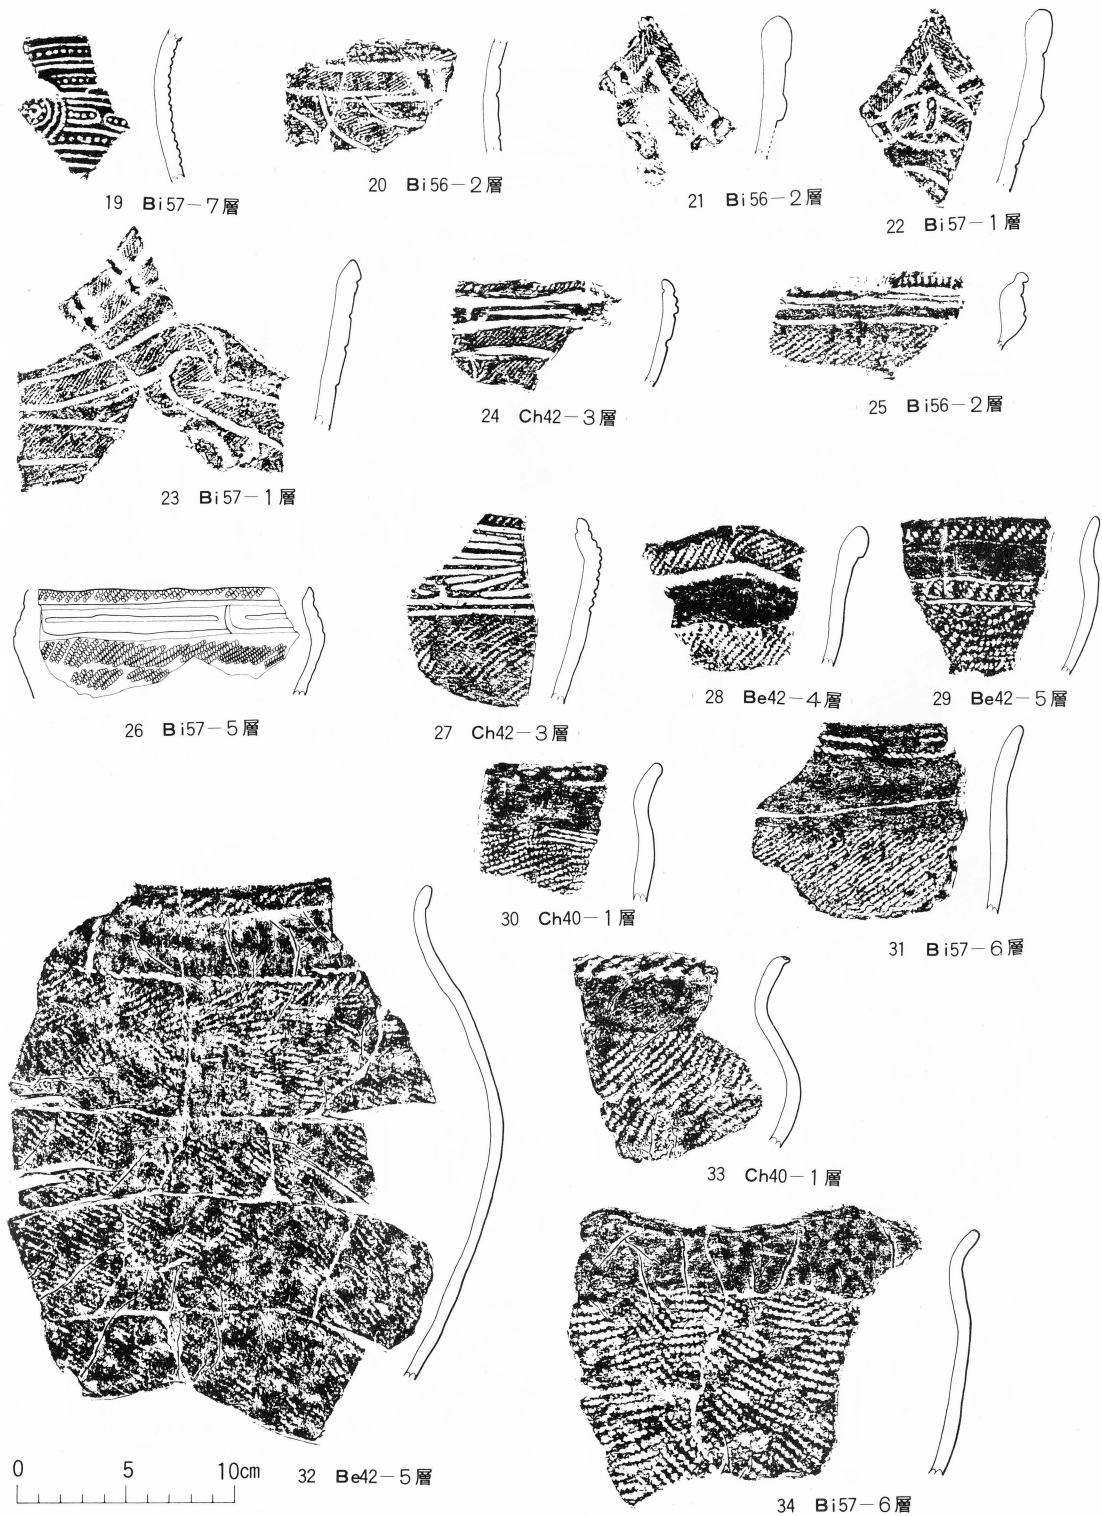 19 Bi57－7層
20 Bi56－2層
21 Bi56－2層
22 Bi57－1層
23 Bi57－1層
24 Ch42－3層
25 Bi56－2層
26 Bi57－5層
27 Ch42－3層
28 Be42－4層
29 Be42－5層
30 Ch40－1層
31 Bi57－6層
32 Be42－5層
33 Ch40－1層
34 Bi57－6層
0 5 10cm